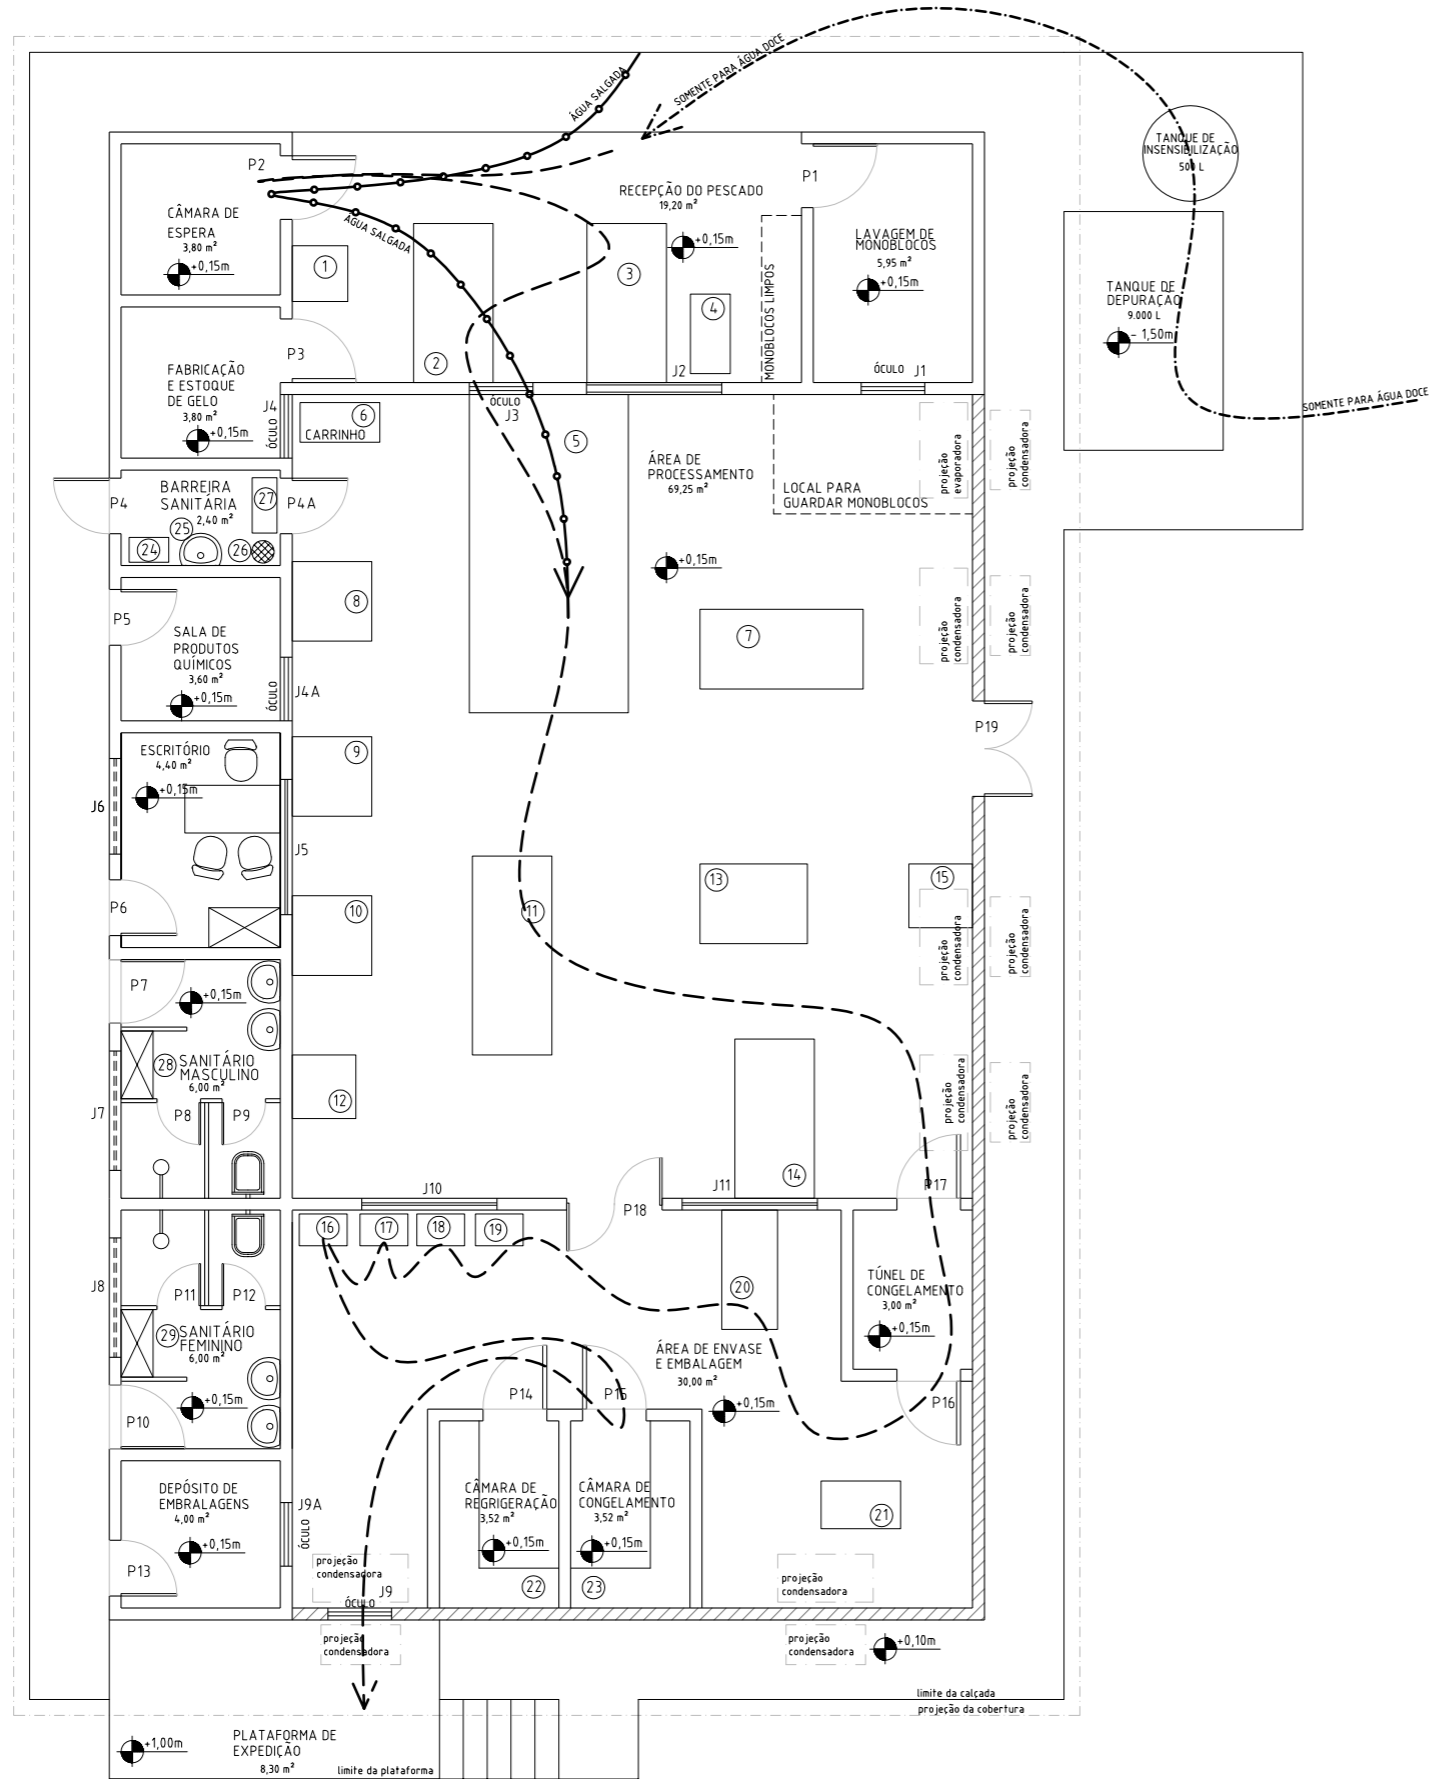 SOMENTE PARA ÁGUA DOCE
ÁGUA SALGADA
TANQUE DE
INSENSIBILIZAÇÃO
500 L
P2
P1
RECEPÇÃO DO PESCADO
19,20 m²
+0,15m
CÂMARA DE
ESPERA
3,80 m²
+0,15m
ÁGUA SALGADA
LAVAGEM DE
MONOBLOCOS
5,95 m²
+0,15m
1
3
4
MONOBLOCOS LIMPOS
TANQUE DE
DEPURAÇÃO
9.000 L
- 1,50m
P3
2
J2
ÓCULO
J1
FABRICAÇÃO
E ESTOQUE
DE GELO
3,80 m²
+0,15m
J4
ÓCULO
6
CARRINHO
ÓCULO
J3
5
SOMENTE PARA ÁGUA DOCE
ÁREA DE
PROCESSAMENTO
69,25 m²
projeção
evaporadora
projeção
condensadora
LOCAL PARA
GUARDAR MONOBLOCOS
P4
BARREIRA
SANITÁRIA
2,40 m²
27
P4A
25
24
26
+0,15m
8
projeção
condensadora
projeção
condensadora
P5
SALA DE
PRODUTOS
QUÍMICOS
3,60 m²
+0,15m
ÓCULO
J4A
7
P19
ESCRITÓRIO
4,40 m²
+0,15m
9
J6
J5
13
15
P6
10
11
projeção
condensadora
projeção
condensadora
P7
+0,15m
28
SANITÁRIO
MASCULINO
6,00 m²
12
projeção
condensadora
projeção
condensadora
J7
P8
P9
14
J10
J11
P17
P18
16
17
18
19
J8
P11
P12
20
TÚNEL DE
CONGELAMENTO
3,00 m²
+0,15m
29
SANITÁRIO
FEMININO
6,00 m²
+0,15m
ÁREA DE ENVASE
E EMBALAGEM
30,00 m²
+0,15m
P10
P14
P15
P16
DEPÓSITO DE
EMBRALAGENS
4,00 m²
+0,15m
J9A
ÓCULO
CÂMARA DE
REGRIGERAÇÃO
3,52 m²
+0,15m
CÂMARA DE
CONGELAMENTO
3,52 m²
+0,15m
21
P13
projeção
condensadora
22
23
projeção
condensadora
J9
ÓCULO
projeção
condensadora
projeção
condensadora
+0,10m
limite da calçada
projeção da cobertura
+1,00m
PLATAFORMA DE
EXPEDIÇÃO
8,30 m²
limite da plataforma